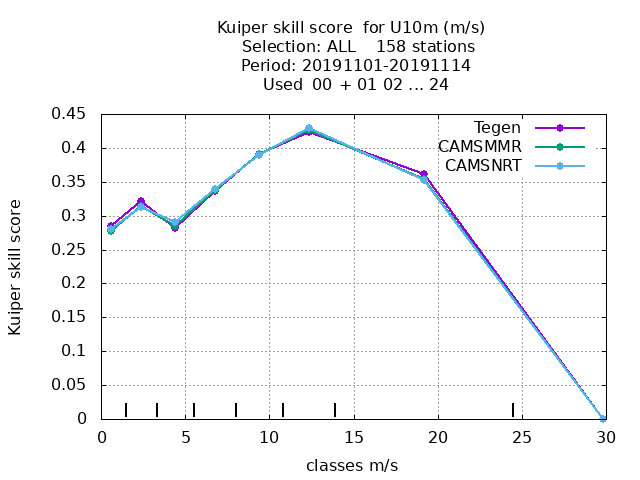 Kuiper skill score  for U10m (m/s)
Selection: ALL    158 stations
Period: 20191101-20191114
Used  00 + 01 02 ... 24
0.45
0.4
0.35
0.3
0.25
0.2
0.15
0.1
0.05
0
Kuiper skill score
Tegen
CAMSMMR
CAMSNRT
0 5 10 15 20 25 30
classes m/s